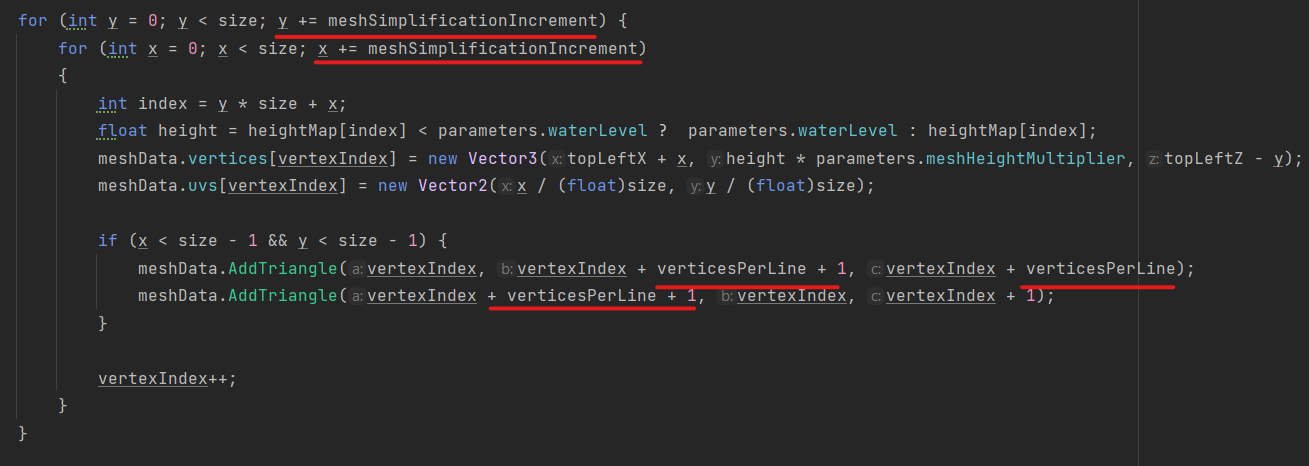 for (int y = 0; y < size; y += meshSimplificationIncrement) {
for (int x = 0; x < size; x += meshSimplificationIncrement)
{
int index = y * size + x;
float height = heightMap[index] < parameters.waterLevel ?  parameters.waterLevel : heightMap[index];
meshData.vertices[vertexIndex] = new Vector3(x: topLeftX + x, y: height * parameters.meshHeightMultiplier, z: topLeftZ - y);
meshData.uvs[vertexIndex] = new Vector2(x: x / (float)size, y: y / (float)size);
if (x < size - 1 && y < size - 1) {
meshData.AddTriangle(a: vertexIndex, b: vertexIndex + verticesPerLine + 1, c: vertexIndex + verticesPerLine);
meshData.AddTriangle(a: vertexIndex + verticesPerLine + 1, b: vertexIndex, c: vertexIndex + 1);
}
vertexIndex++;
}
}